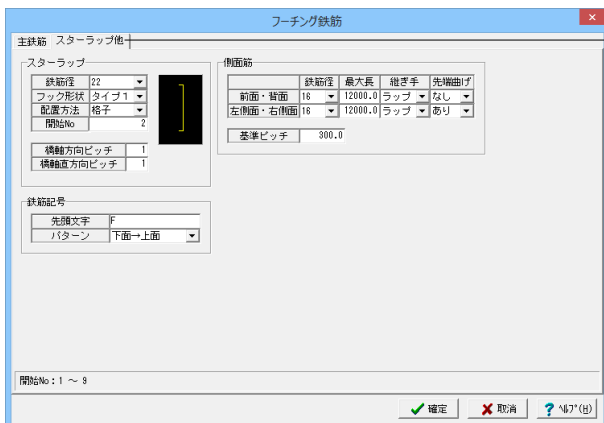 フーチング鉄筋
主鉄筋 スターラップ他
スターラップ
鉄筋径 22
フック形状 タイプ1
配置方法 格子
開始No 2
橋軸方向ピッチ 1
橋軸直方向ピッチ 1
側面筋
鉄筋径 最大長 継ぎ手 先端曲げ
前面・背面 16 12000.0 ラップ なし
左側面・右側面 16 12000.0 ラップ あり
基準ピッチ 300.0
鉄筋記号
先頭文字 F
パターン 下面→上面
開始No:1 ～ 9
確定 取消 ヘルプ(H)